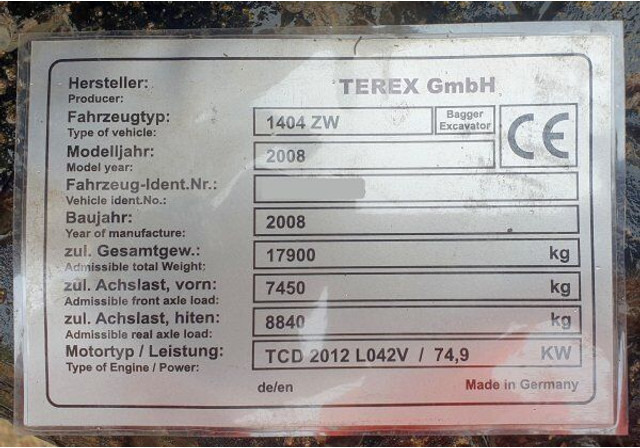 Hersteller: TEREX GmbH
Producer:
Fahrzeugtyp: 1404 ZW Bagger
Type of vehicle: Excavator CE
Modelljahr: 2008
Model year:
Fahrzeug-Ident.Nr.:
Vehicle ident.No.:
Baujahr: 2008
Year of manufacture:
zul. Gesamtgew.: 17900 kg
Admissible total Weight:
zul. Achslast, vorn: 7450 kg
Admissible front axle load:
zul. Achslast, hiten: 8840 kg
Admissible real axle load:
Motortyp / Leistung: TCD 2012 L042V / 74,9 KW
Type of Engine / Power:
de/en Made in Germany